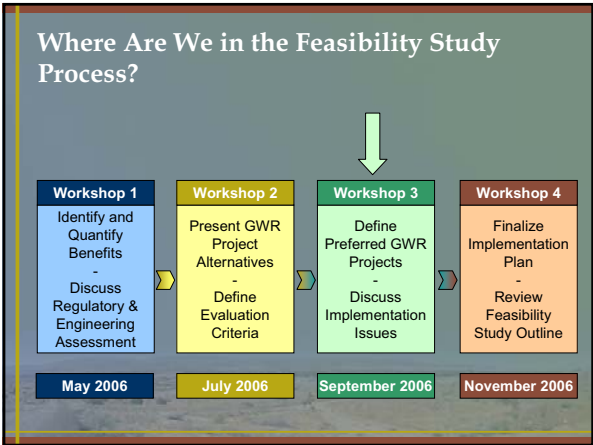 Where Are We in the Feasibility Study
Process?
Workshop 1
Identify and
Quantify
Benefits
-
Discuss
Regulatory &
Engineering
Assessment
May 2006
Workshop 2
Present GWR
Project
Alternatives
-
Define
Evaluation
Criteria
July 2006
Workshop 3
Define
Preferred GWR
Projects
-
Discuss
Implementation
Issues
September 2006
Workshop 4
Finalize
Implementation
Plan
-
Review
Feasibility
Study Outline
November 2006